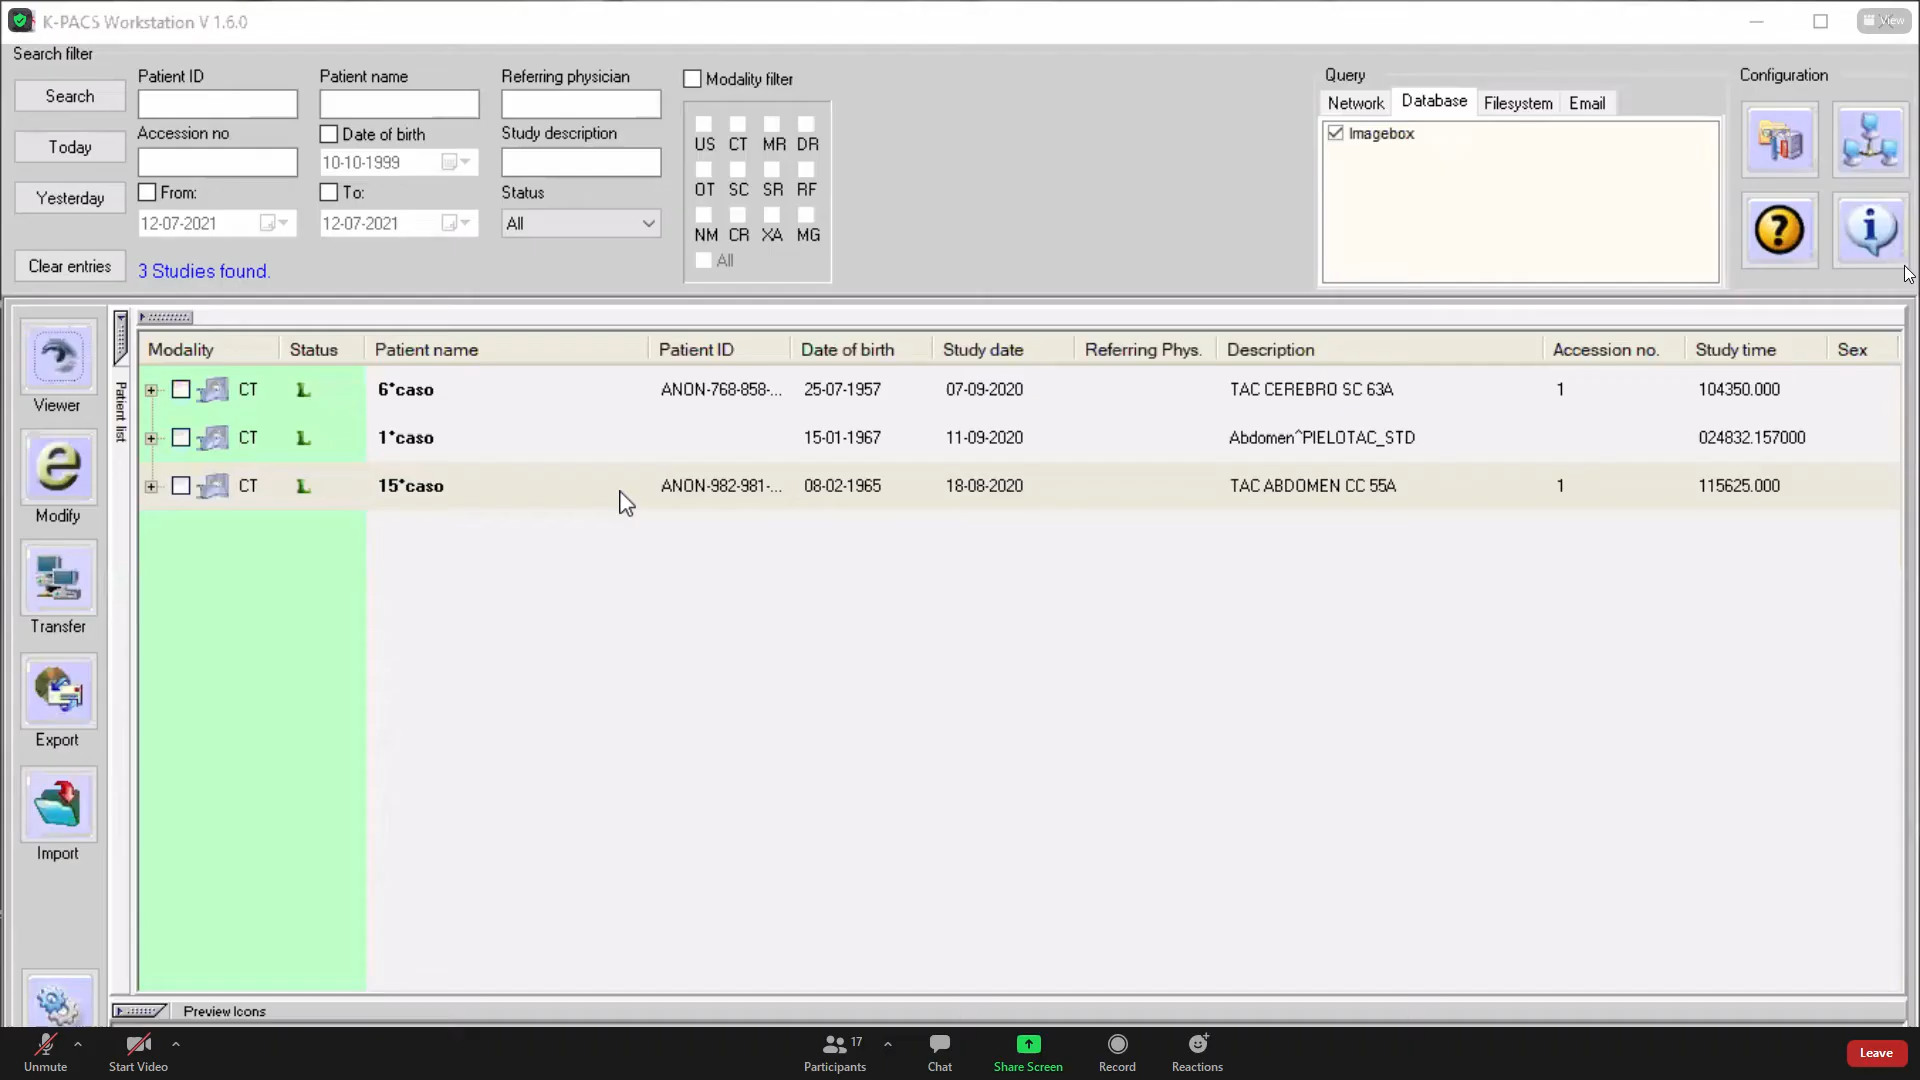 K-PACS Workstation V 1.6.0
View
Search filter
Search
Today
Yesterday
Clear entries
Patient ID
Patient name
Referring physician
Modality filter
Accession no
Date of birth
Study description
10-10-1999
From:
To:
Status
12-07-2021
12-07-2021
All
3 Studies found.
US CT MR DR
OT SC SR RF
NM CR XA MG
All
Query
Network Database Filesystem Email
Imagebox
Configuration
Viewer
Modify
Transfer
Export
Import
Patient list
Modality Status Patient name Patient ID Date of birth Study date Referring Phys. Description Accession no. Study time Sex
CT L 6*caso ANON-768-858-... 25-07-1957 07-09-2020 TAC CEREBRO SC 63A 1 104350.000
CT L 1*caso 15-01-1967 11-09-2020 Abdomen^PIELOTAC_STD 024832.157000
CT L 15*caso ANON-982-981-... 08-02-1965 18-08-2020 TAC ABDOMEN CC 55A 1 115625.000
Preview Icons
Unmute
Start Video
17
Participants
Chat
Share Screen
Record
Reactions
Leave